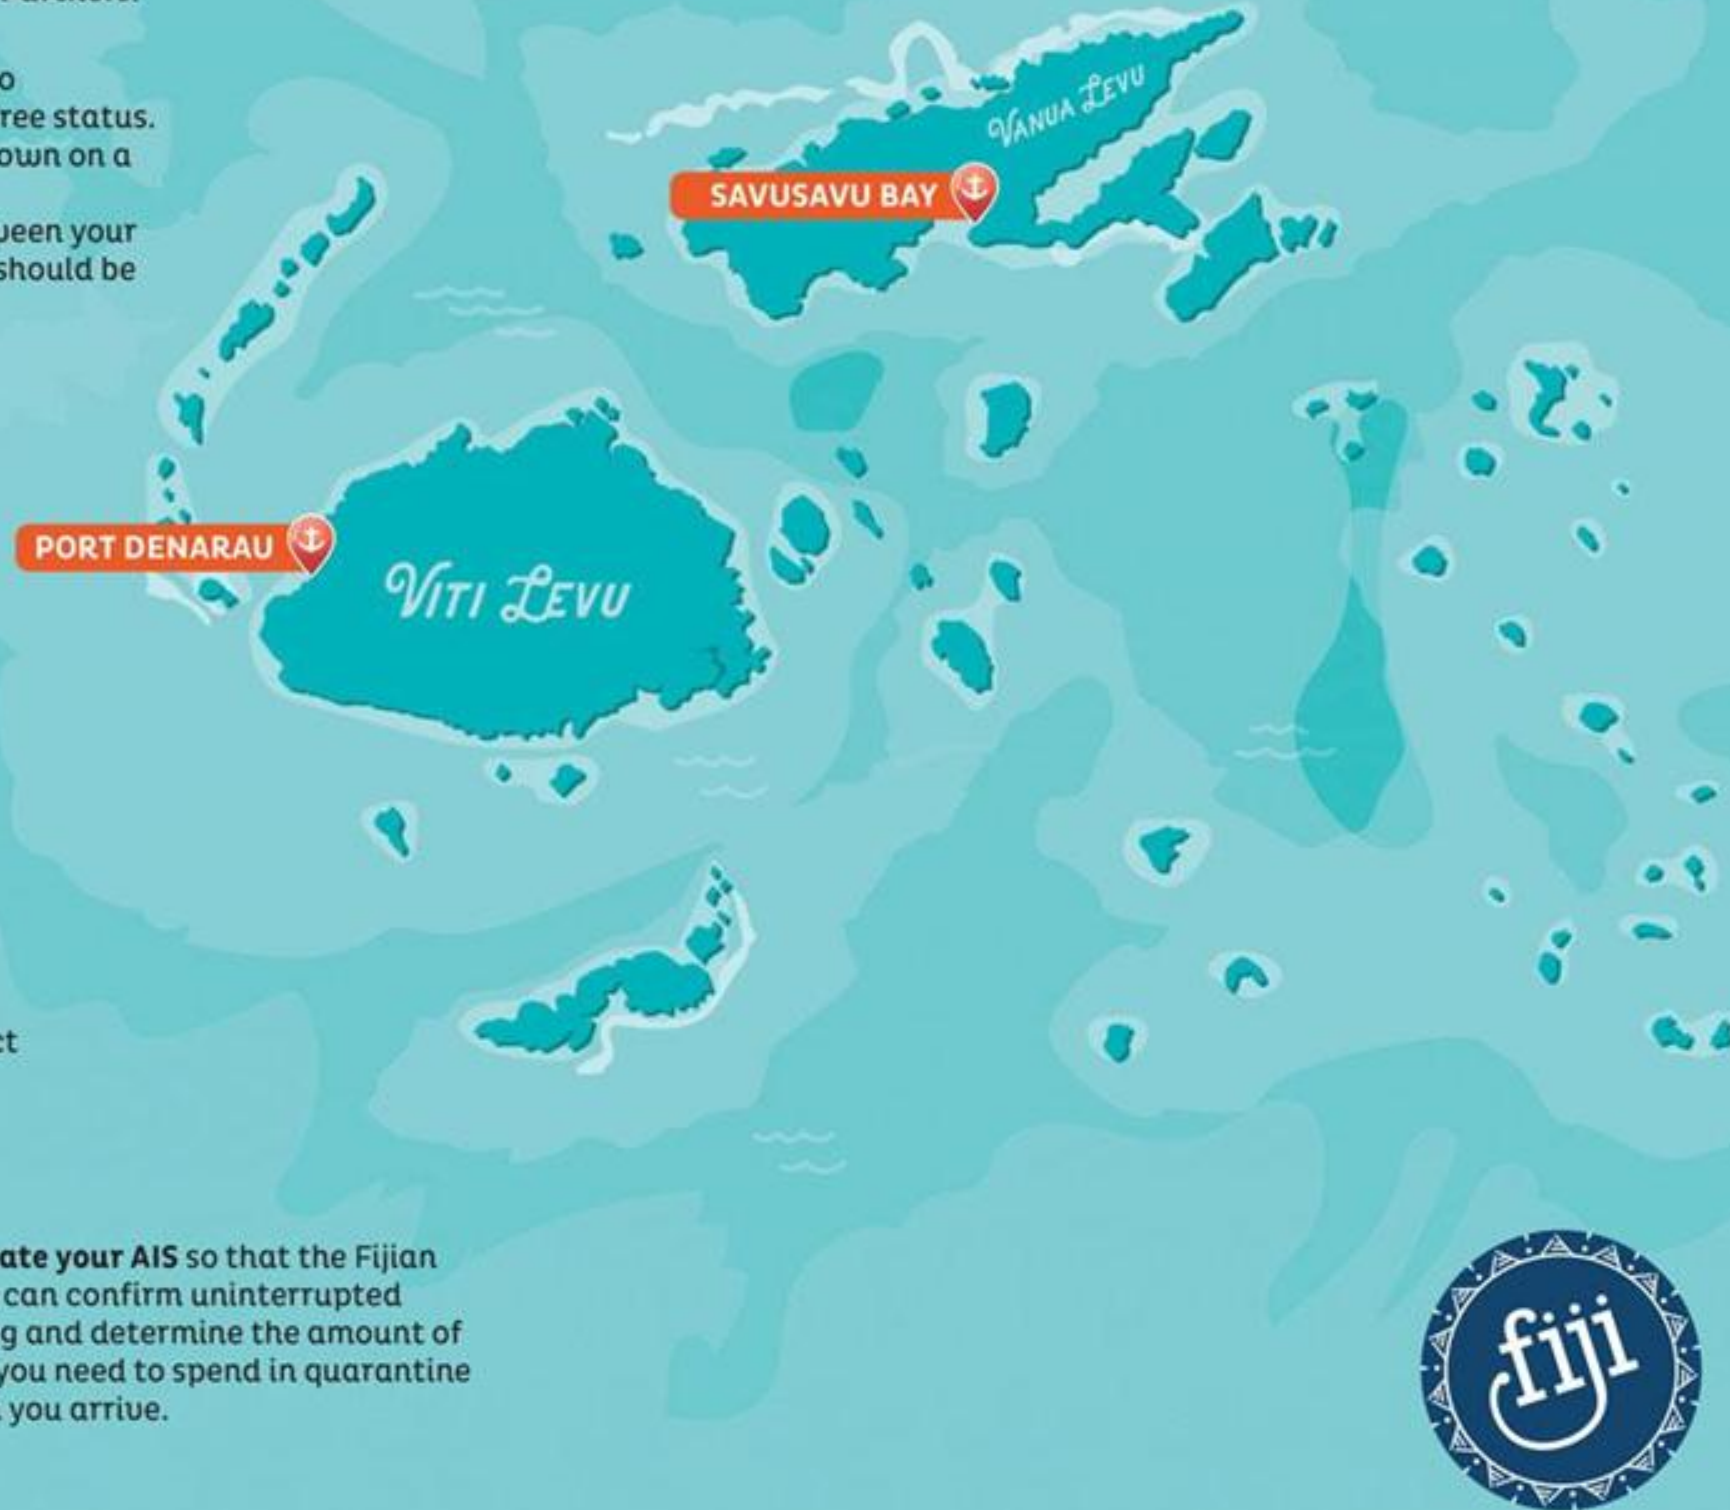 o
ree status.
own on a
ween your
should be
VANUA LEVU
SAVUSAVU BAY
PORT DENARAU
VITI LEVU
ct
ate your AIS so that the Fijian
can confirm uninterrupted
g and determine the amount of
you need to spend in quarantine
you arrive.
fiji